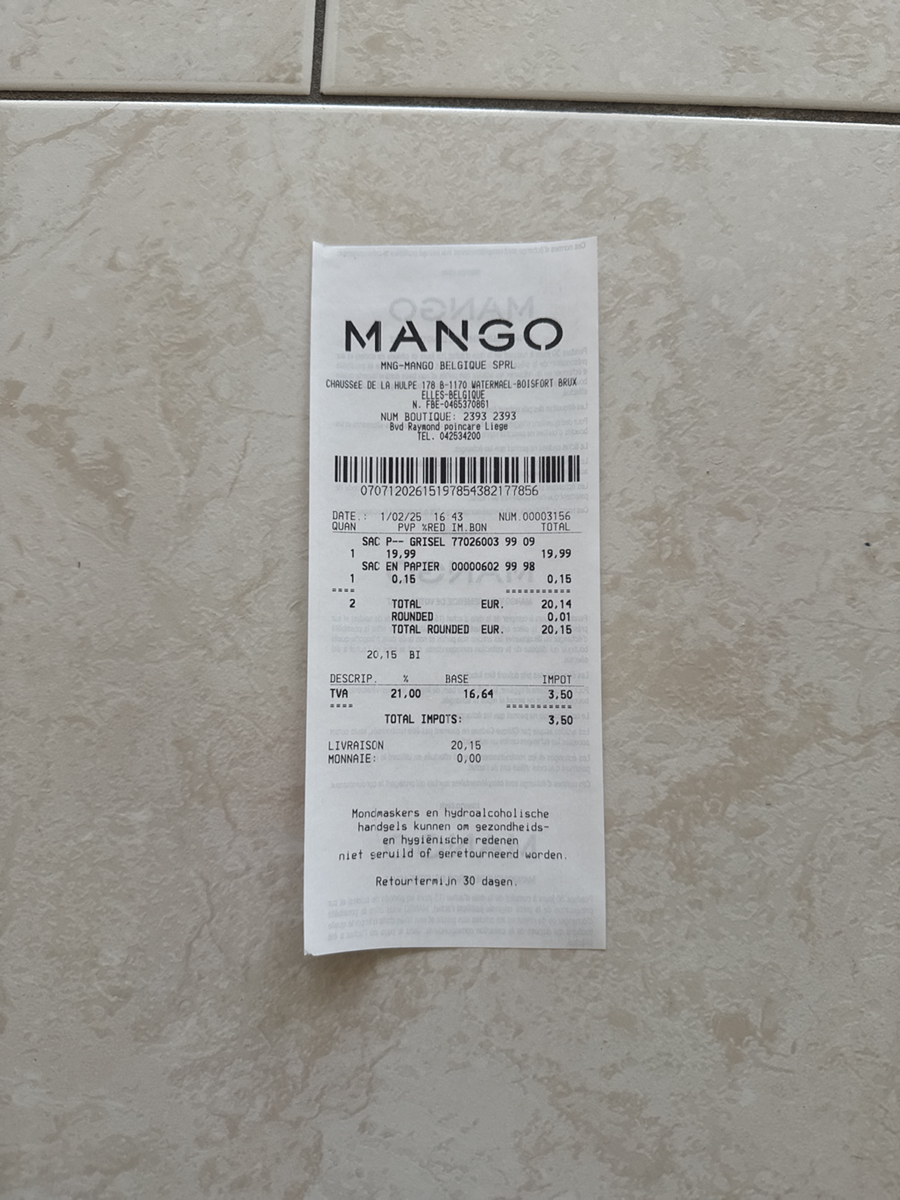 MANGO
MNG-MANGO BELGIQUE SPRL
CHAUSSéE DE LA HULPE 178 B-1170 WATERMAEL-BOISFORT BRUX
ELLES-BELGIQUE
N. FBE-0465370861
NUM BOUTIQUE: 2393 2393
Bvd Raymond poincare Liege
TEL. 042534200
07071202615197854382177856
DATE.: 1/02/25 16 43 NUM.00003156
QUAN PVP %RED IM.BON TOTAL
SAC P-- GRISEL 77026003 99 09
1 19,99 19,99
SAC EN PAPIER 00000602 99 98
1 0,15 0,15
==== ===========
2 TOTAL EUR. 20,14
ROUNDED 0,01
TOTAL ROUNDED EUR. 20,15
20,15 BI
DESCRIP. % BASE IMPOT
TVA 21,00 16,64 3,50
==== ===========
TOTAL IMPOTS: 3,50
LIVRAISON 20,15
MONNAIE: 0,00
Mondmaskers en hydroalcoholische
handgels kunnen om gezondheids-
en hygiënische redenen
niet geruild of geretourneerd worden.
Retourtermijn 30 dagen.